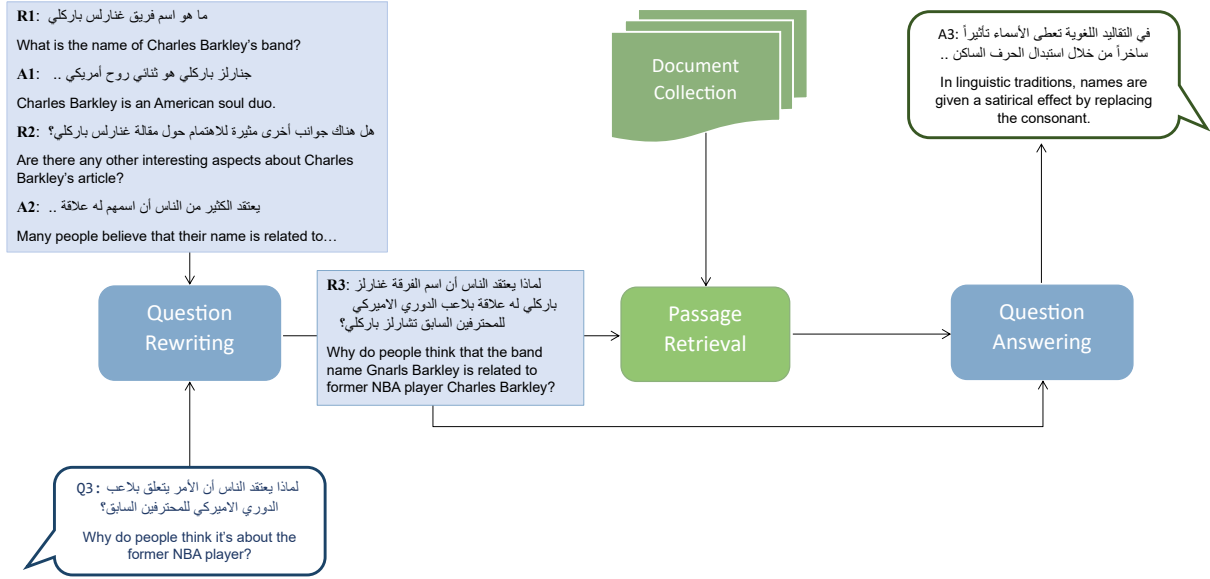 R1: ما هو اسم فريق غنارلس باركلي
What is the name of Charles Barkley's band?
A1: جنارلز باركلي هو ثنائي روح أمريكي ..
Charles Barkley is an American soul duo.
R2: هل هناك جوانب أخرى مثيرة للاهتمام حول مقالة غنارلس باركلي؟
Are there any other interesting aspects about Charles
Barkley's article?
A2: يعتقد الكثير من الناس أن اسمهم له علاقة ..
Many people believe that their name is related to…
Document
Collection
A3: في التقاليد اللغوية تعطى الأسماء تأثيراً
ساخراً من خلال استبدال الحرف الساكن ..
In linguistic traditions, names are
given a satirical effect by replacing
the consonant.
Question
Rewriting
R3: لماذا يعتقد الناس أن اسم الفرقة غنارلز
باركلي له علاقة بلاعب الدوري الاميركي
للمحترفين السابق تشارلز باركلي؟
Why do people think that the band
name Gnarls Barkley is related to
former NBA player Charles Barkley?
Passage
Retrieval
Question
Answering
Q3: لماذا يعتقد الناس أن الأمر يتعلق بلاعب
الدوري الاميركي للمحترفين السابق؟
Why do people think it's about the
former NBA player?